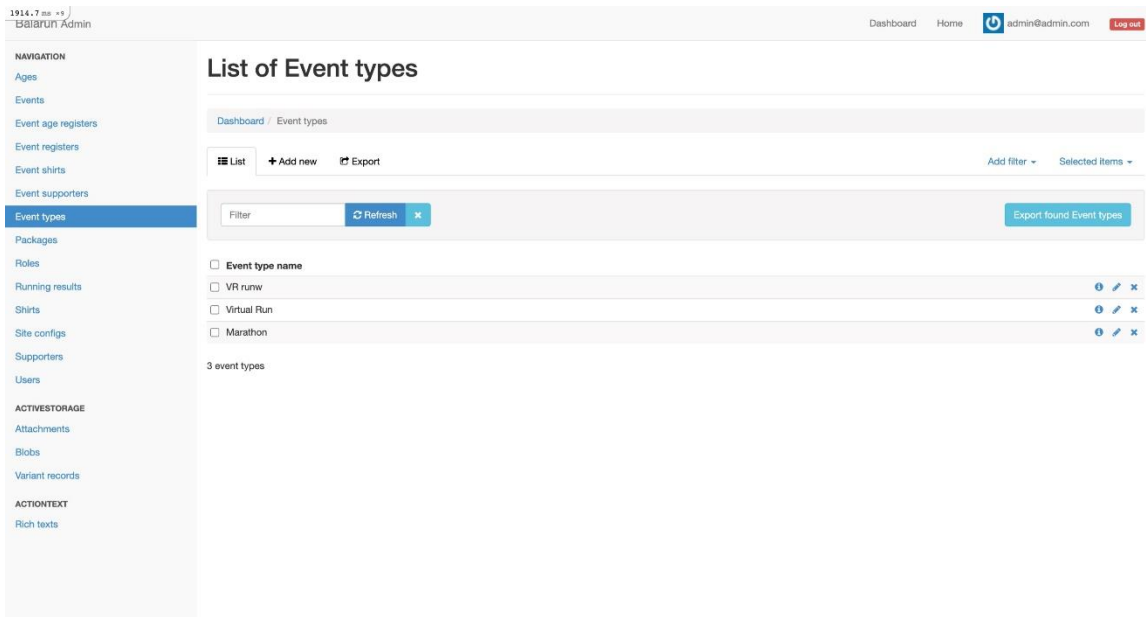 1914.7 ms ×9
Balarun Admin
Dashboard Home admin@admin.com Log out
NAVIGATION
Ages
Events
Event age registers
Event registers
Event shirts
Event supporters
Event types
Packages
Roles
Running results
Shirts
Site configs
Supporters
Users
ACTIVESTORAGE
Attachments
Blobs
Variant records
ACTIONTEXT
Rich texts
List of Event types
Dashboard / Event types
List Add new Export Add filter Selected items
Filter Refresh Export found Event types
Event type name
VR runw
Virtual Run
Marathon
3 event types